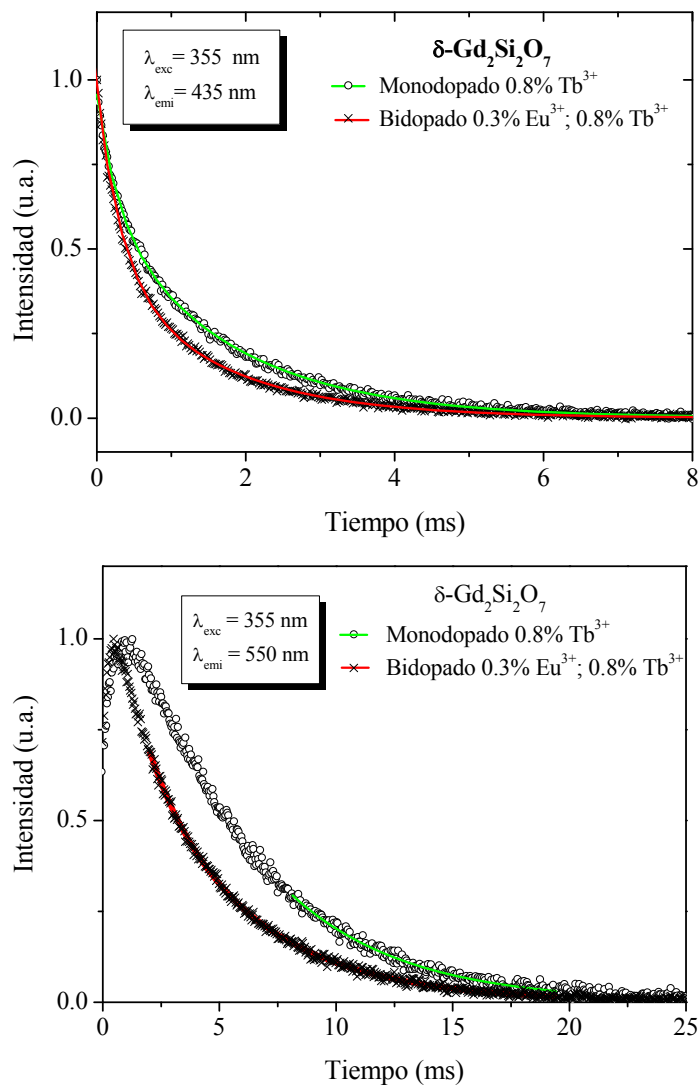 δ-Gd₂Si₂O₇
λexc = 355 nm
λemi = 435 nm
Monodopado 0.8% Tb³⁺
Bidopado 0.3% Eu³⁺; 0.8% Tb³⁺
1.0
0.5
0.0
Intensidad (u.a.)
0 2 4 6 8
Tiempo (ms)
δ-Gd₂Si₂O₇
λexc = 355 nm
λemi = 550 nm
Monodopado 0.8% Tb³⁺
Bidopado 0.3% Eu³⁺; 0.8% Tb³⁺
1.0
0.5
0.0
Intensidad (u.a.)
0 5 10 15 20 25
Tiempo (ms)